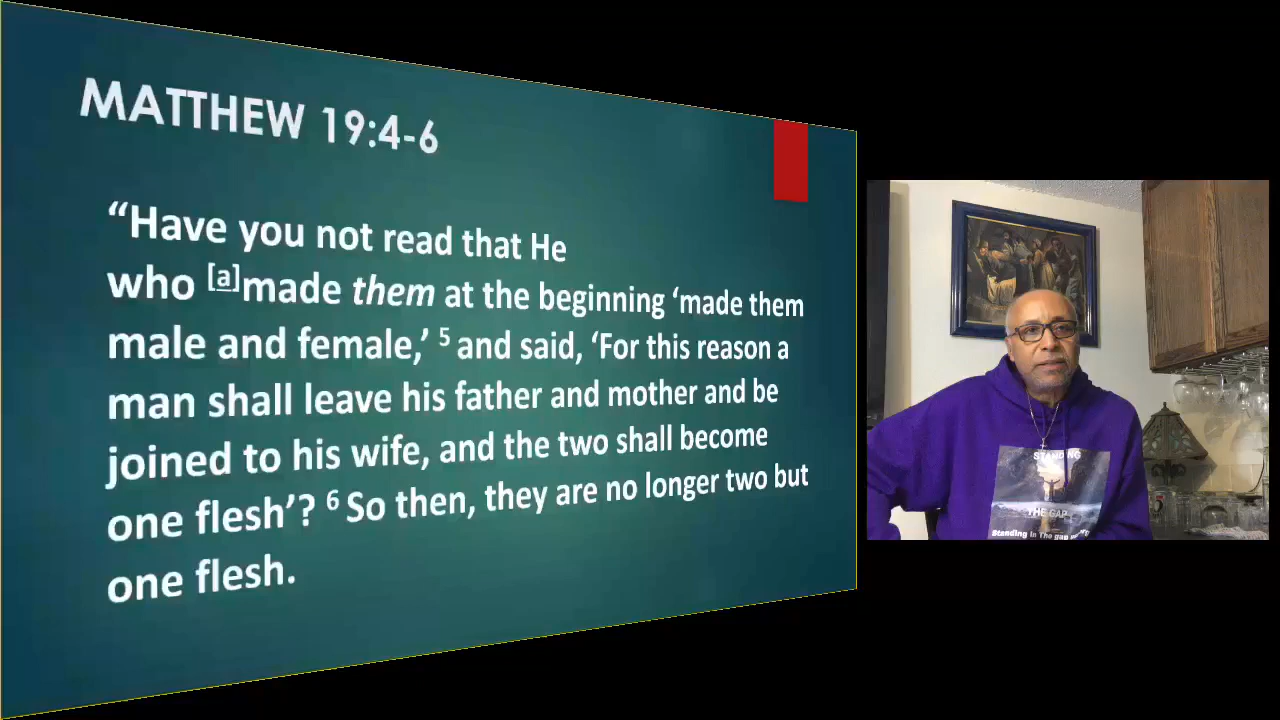 MATTHEW 19:4-6
“Have you not read that He
who [a]made them at the beginning ‘made them
male and female,’ 5 and said, ‘For this reason a
man shall leave his father and mother and be
joined to his wife, and the two shall become
one flesh’? 6 So then, they are no longer two but
one flesh.
STANDING
THE GAP
Standing In The gap